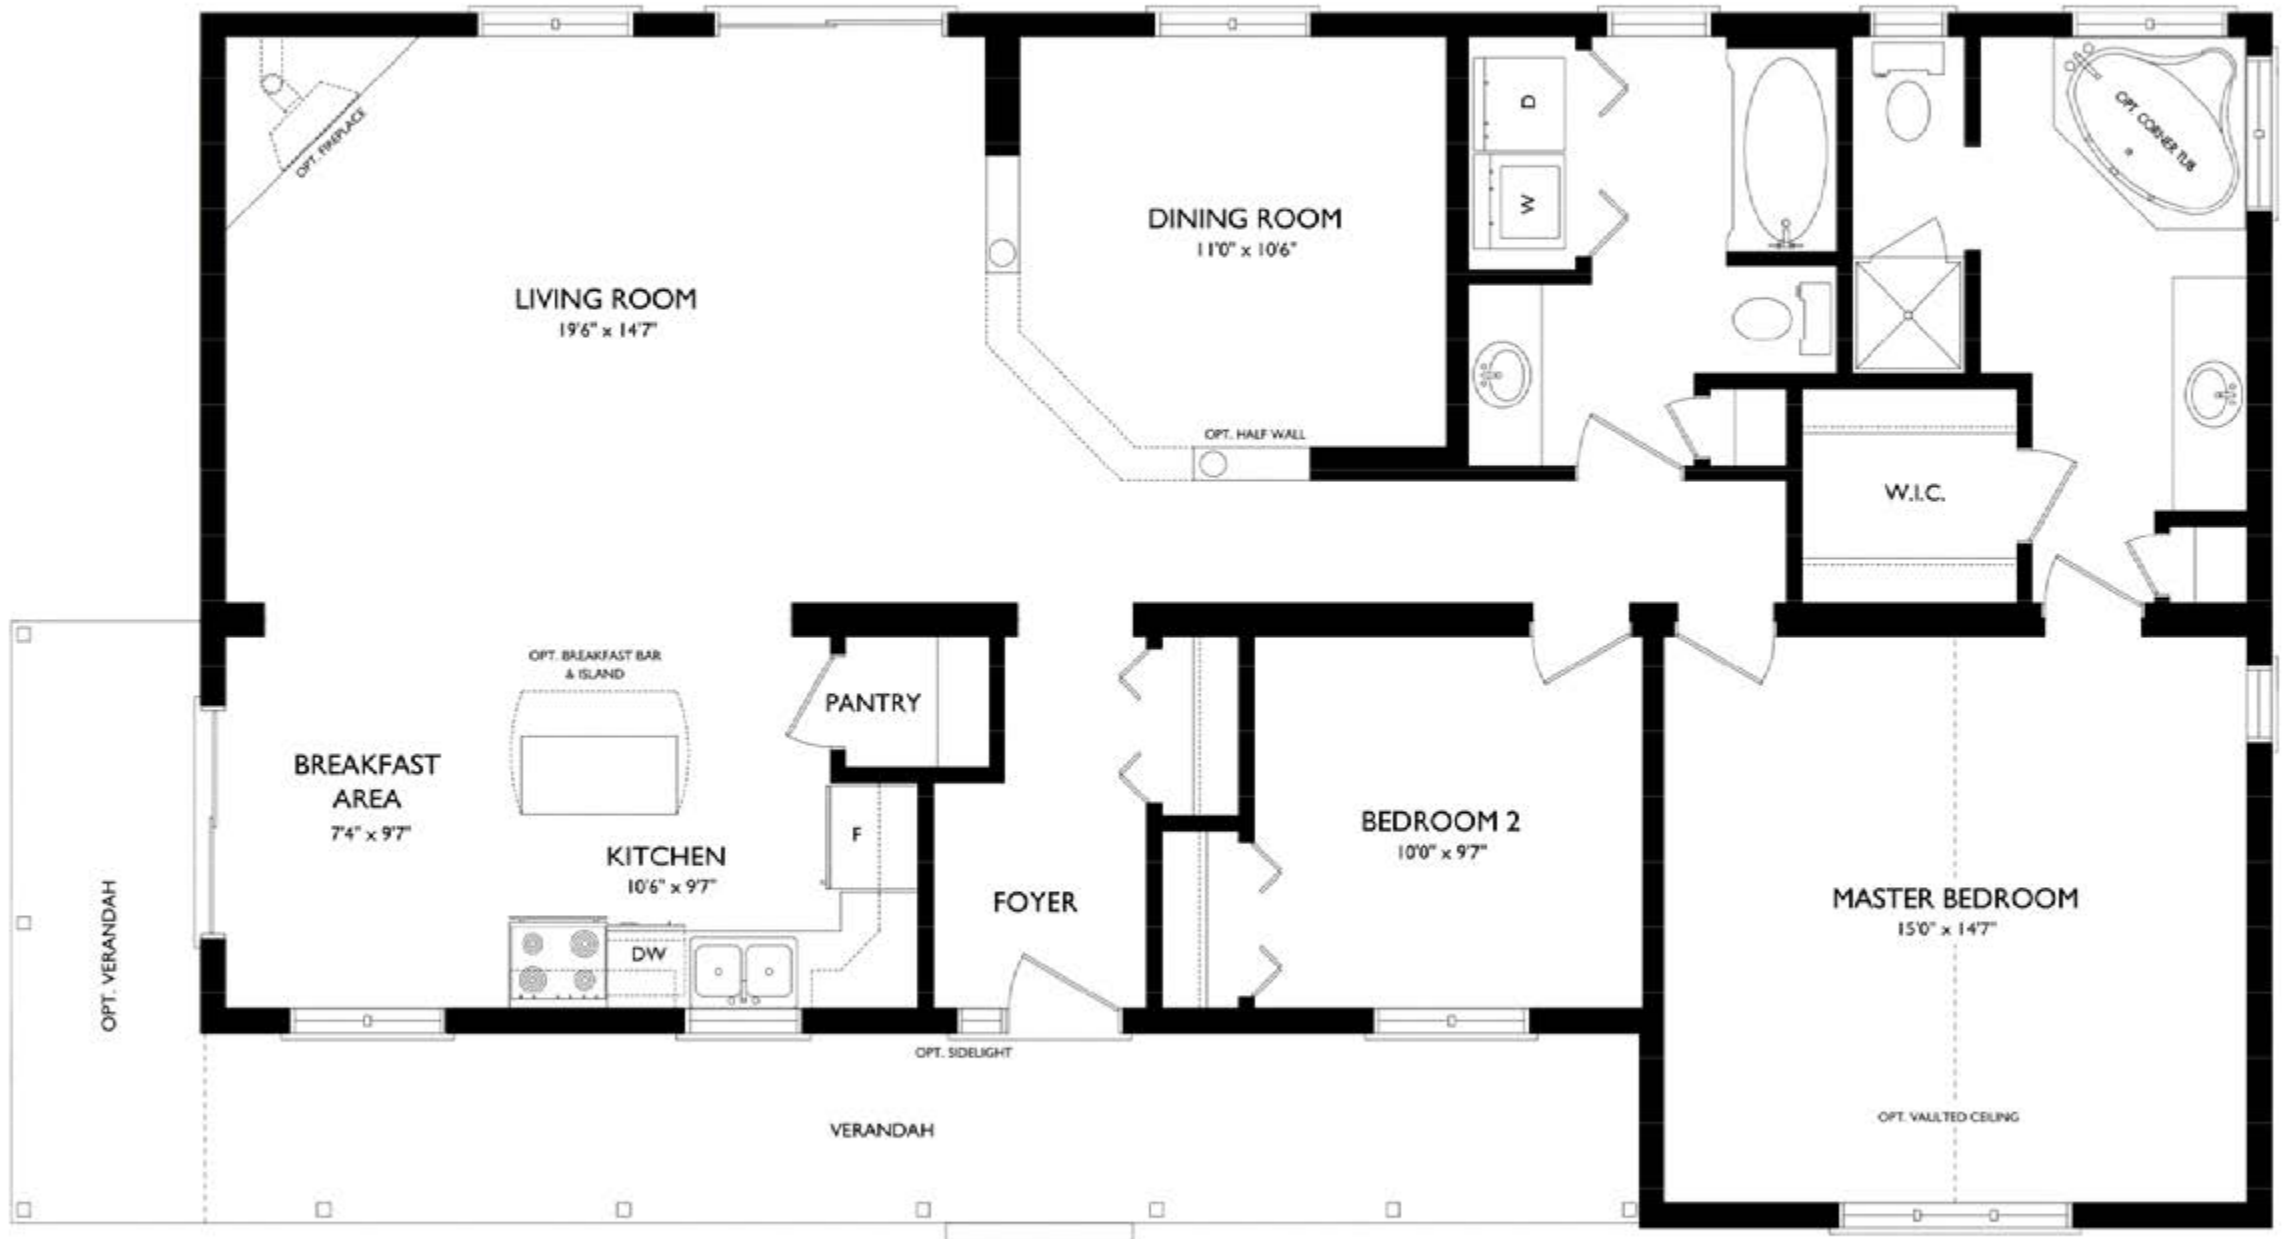 OPT. FIREPLACE
LIVING ROOM
19'6" x 14'7"
DINING ROOM
11'0" x 10'6"
OPT. HALF WALL
D
W
OPT. CORNER TUB
W.I.C.
OPT. BREAKFAST BAR
& ISLAND
PANTRY
BREAKFAST
AREA
7'4" x 9'7"
KITCHEN
10'6" x 9'7"
F
DW
FOYER
BEDROOM 2
10'0" x 9'7"
MASTER BEDROOM
15'0" x 14'7"
OPT. VERANDAH
OPT. SIDELIGHT
VERANDAH
OPT. VAULTED CEILING